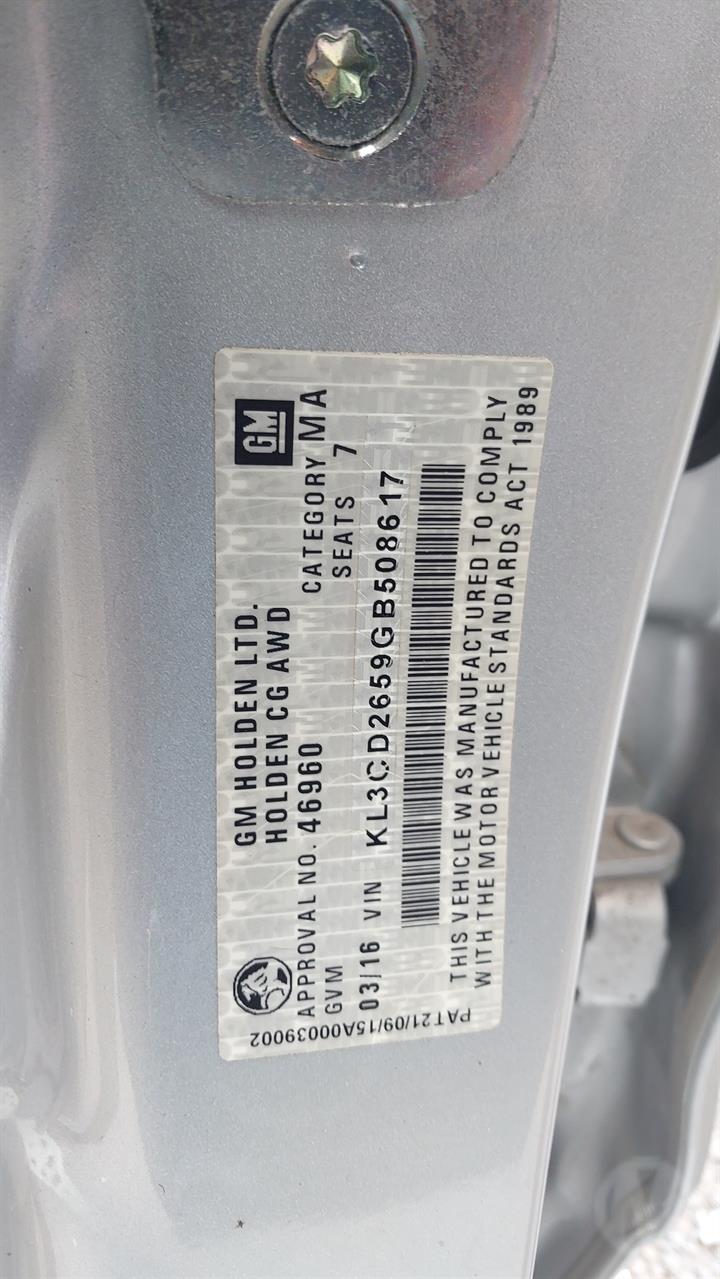 GM HOLDEN LTD.
GM
HOLDEN CG AWD
APPROVAL NO. 46960 CATEGORY MA
GVM SEATS 7
03/16 VIN KL3CD2659GB508617
THIS VEHICLE WAS MANUFACTURED TO COMPLY
WITH THE MOTOR VEHICLE STANDARDS ACT 1989
PAT21/09/15A00039002